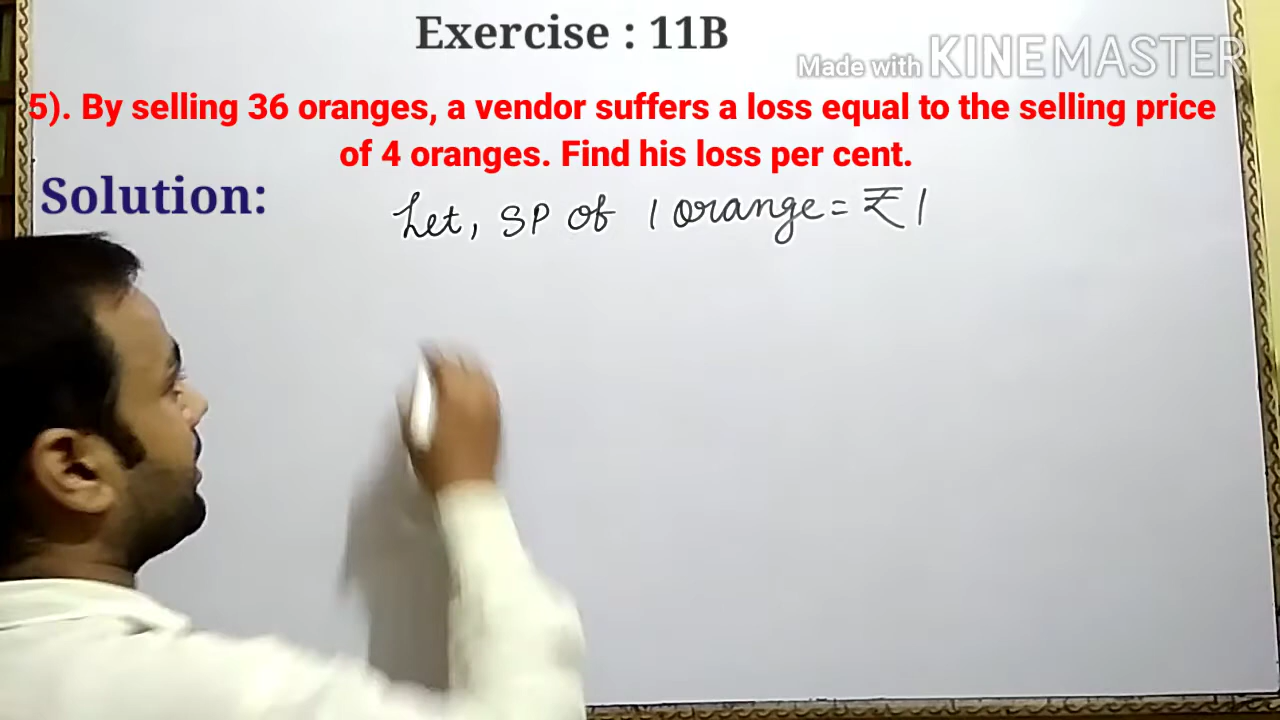 Exercise : 11B
Made with KINEMASTER
5). By selling 36 oranges, a vendor suffers a loss equal to the selling price
of 4 oranges. Find his loss per cent.
Solution:
Let, SP of 1 orange = ₹ 1